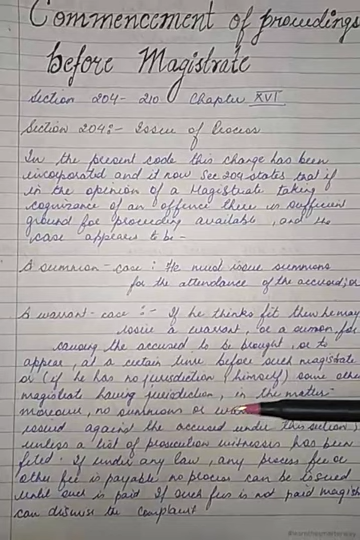 Commencement of proceedings
before Magistrate
Section 204-210 Chapter XVI
Section 204:- Issue of Process
In the present code this change has been
incorporated and it now Sec 204 states that if
in the opinion of a Magistrate taking
cognizance of an offence there is sufficient
ground for proceeding available, and the
case appears to be -
A summon-case : He must issue summons
for the attendance of the accused; or
A warrant-case :- If he thinks fit then he may
issue a warrant, or a summon, for
causing the accused to be brought, or to
appear, at a certain time before such magistrate
or (if he has no jurisdiction (himself) some other
magistrate having jurisdiction, in the matter
moreover, no summons or
issued against the accused under this section
unless a list of prosecution witnesses has been
filed. If under any law, any process fee or
other fee is payable no process can be issued
until such is paid If such fees is not paid magist
can dismiss the complaint